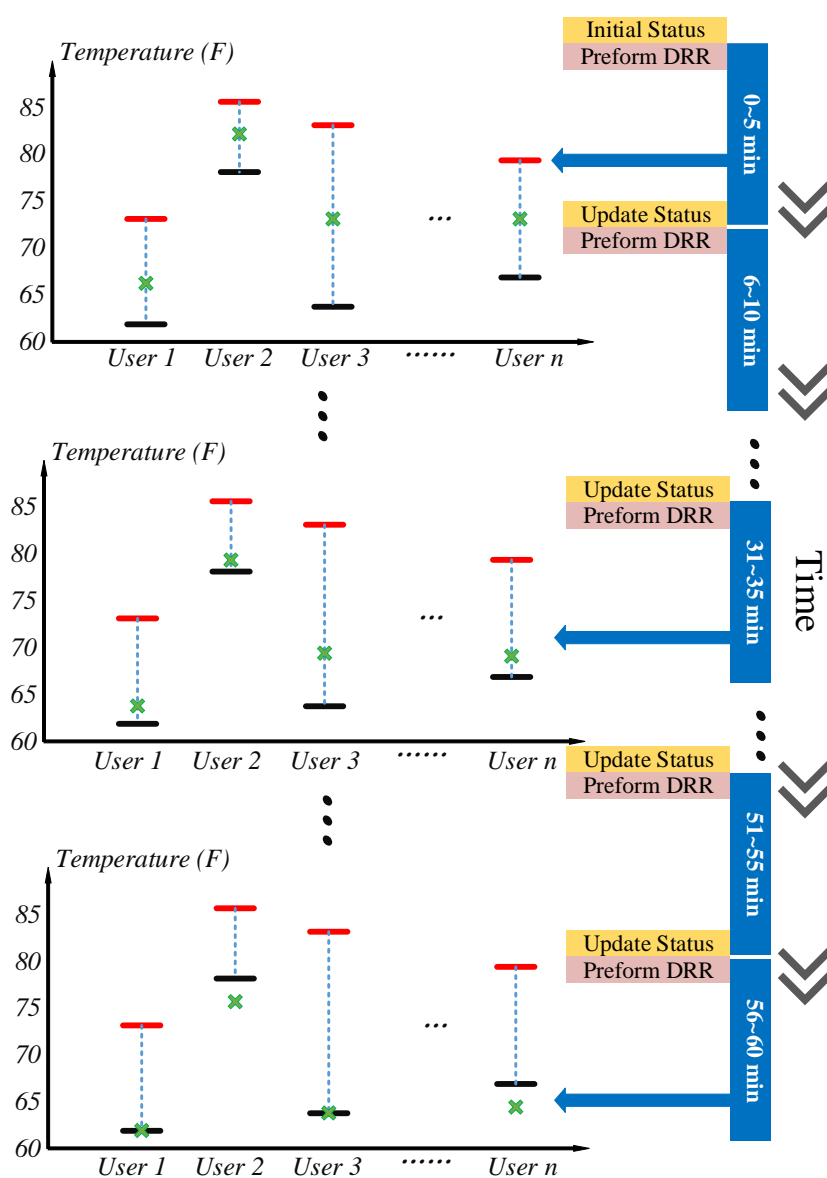 Initial Status
Preform DRR
Temperature (F)
85
80
75
70
65
60
User 1
User 2
User 3
......
User n
...
0~5 min
Update Status
Preform DRR
6~10 min
Temperature (F)
85
80
75
70
65
60
User 1
User 2
User 3
......
User n
...
Update Status
Preform DRR
31~35 min
Time
Update Status
Preform DRR
51~55 min
Temperature (F)
85
80
75
70
65
60
User 1
User 2
User 3
......
User n
...
Update Status
Preform DRR
56~60 min